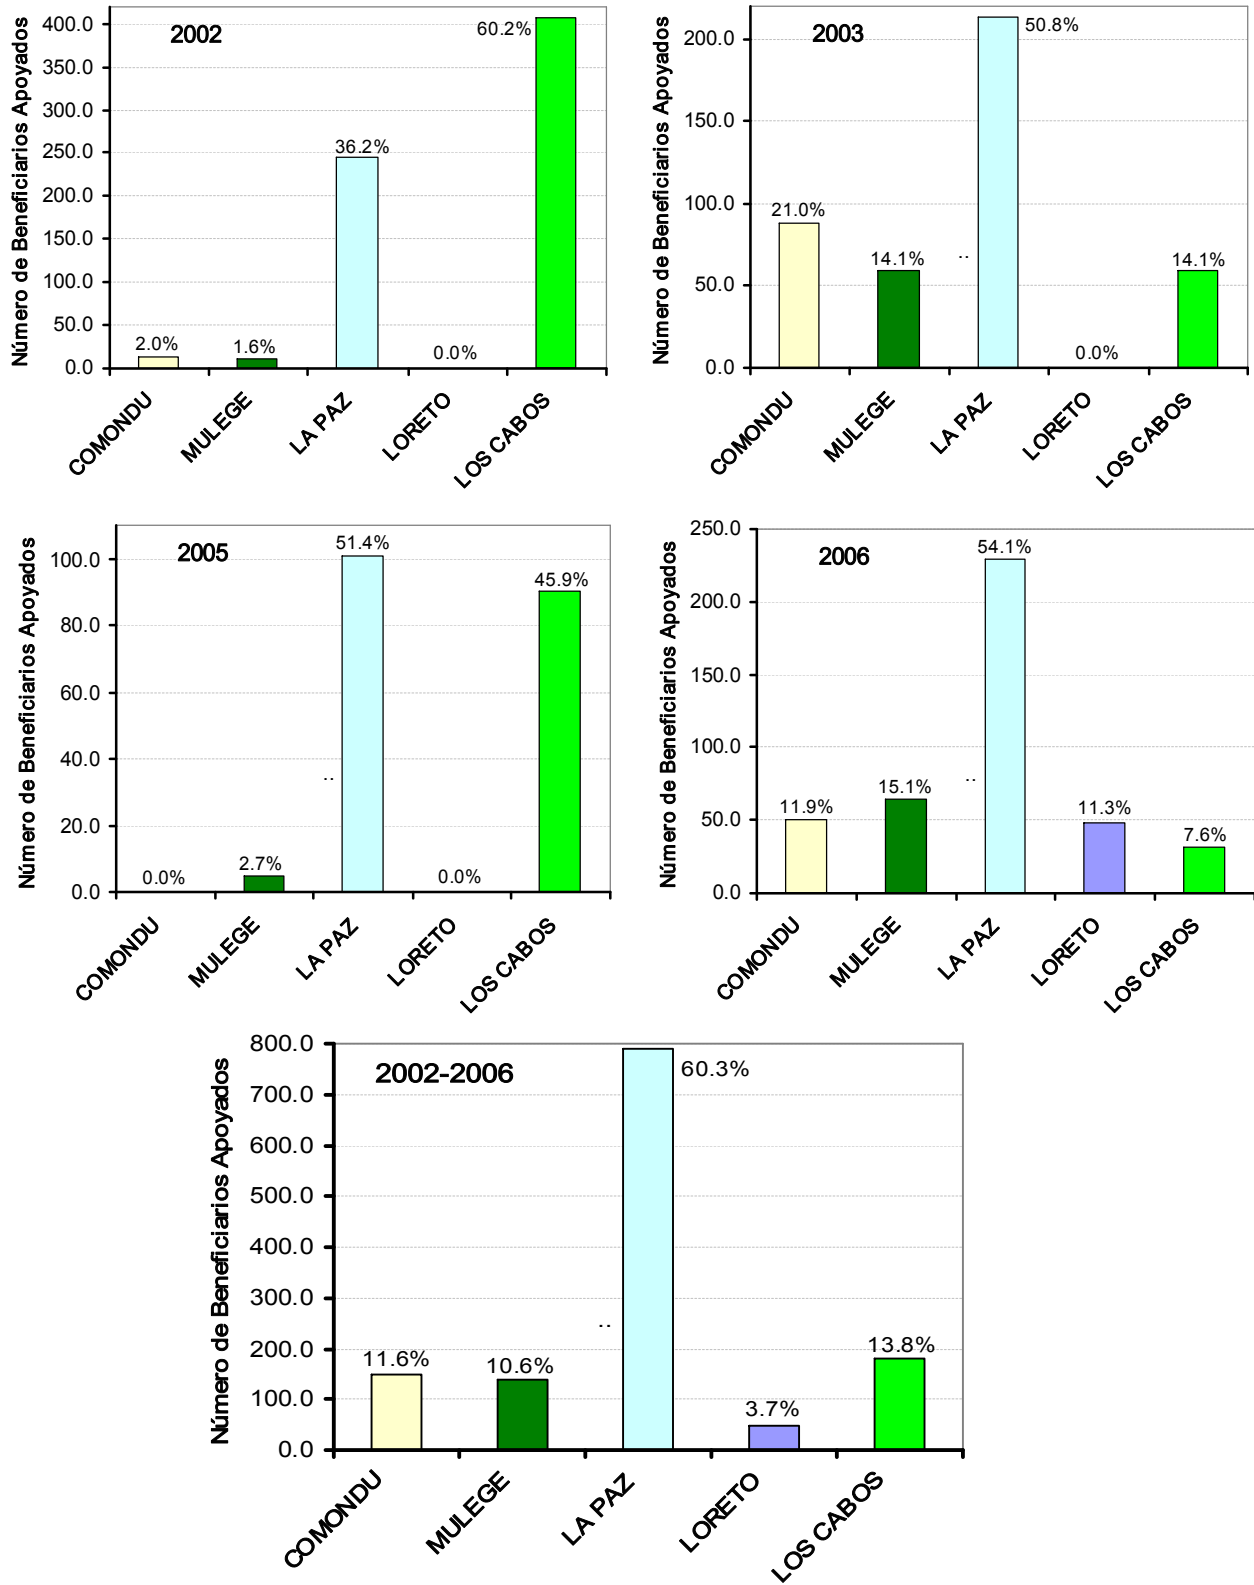 2002
Número de Beneficiarios Apoyados
400.0
350.0
300.0
250.0
200.0
150.0
100.0
50.0
0.0
2.0%
1.6%
36.2%
0.0%
60.2%
COMONDU
MULEGE
LA PAZ
LORETO
LOS CABOS
2003
Número de Beneficiarios Apoyados
200.0
150.0
100.0
50.0
0.0
21.0%
14.1%
50.8%
0.0%
14.1%
COMONDU
MULEGE
LA PAZ
LORETO
LOS CABOS
2005
Número de Beneficiarios Apoyados
100.0
80.0
60.0
40.0
20.0
0.0
0.0%
2.7%
51.4%
0.0%
45.9%
COMONDU
MULEGE
LA PAZ
LORETO
LOS CABOS
2006
Número de Beneficiarios Apoyados
250.0
200.0
150.0
100.0
50.0
0.0
11.9%
15.1%
54.1%
11.3%
7.6%
COMONDU
MULEGE
LA PAZ
LORETO
LOS CABOS
2002-2006
Número de Beneficiarios Apoyados
800.0
700.0
600.0
500.0
400.0
300.0
200.0
100.0
0.0
11.6%
10.6%
60.3%
3.7%
13.8%
COMONDU
MULEGE
LA PAZ
LORETO
LOS CABOS